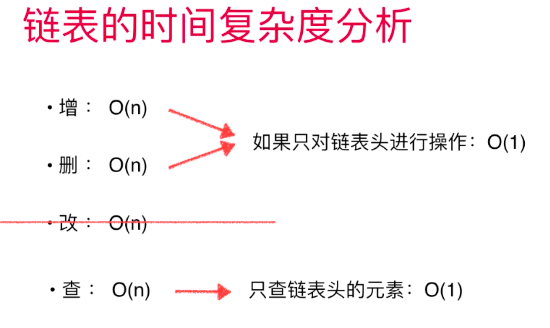 链表的时间复杂度分析
• 增： O(n)
如果只对链表头进行操作：O(1)
• 删： O(n)
• 改： O(n)
• 查： O(n)
只查链表头的元素：O(1)